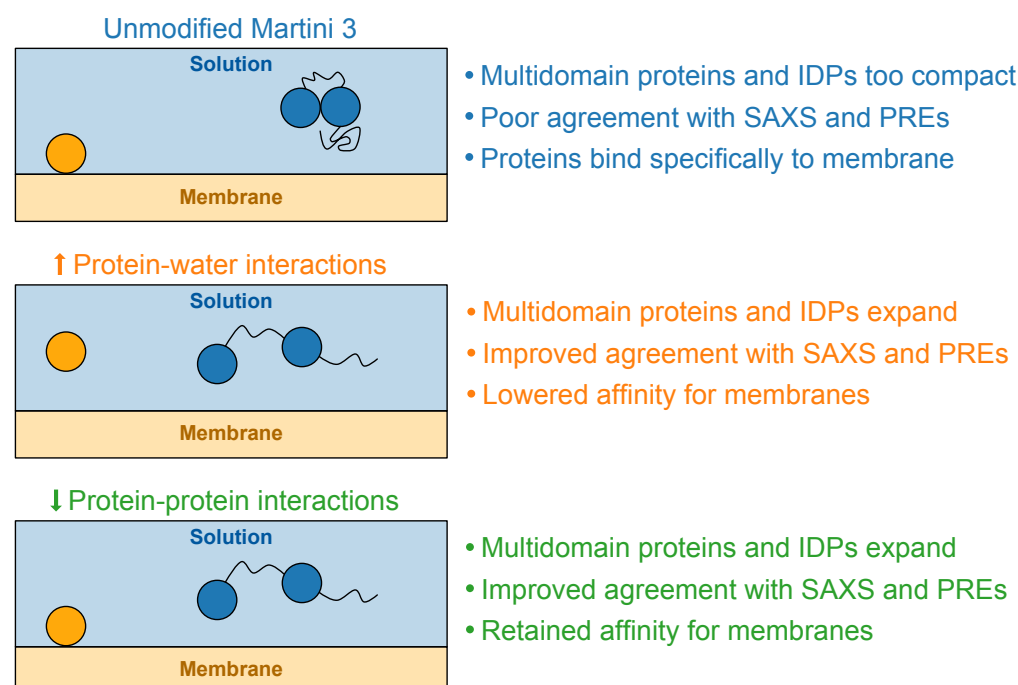 Unmodified Martini 3
Solution
Membrane
• Multidomain proteins and IDPs too compact
• Poor agreement with SAXS and PREs
• Proteins bind specifically to membrane
↑ Protein-water interactions
Solution
Membrane
• Multidomain proteins and IDPs expand
• Improved agreement with SAXS and PREs
• Lowered affinity for membranes
↓ Protein-protein interactions
Solution
Membrane
• Multidomain proteins and IDPs expand
• Improved agreement with SAXS and PREs
• Retained affinity for membranes